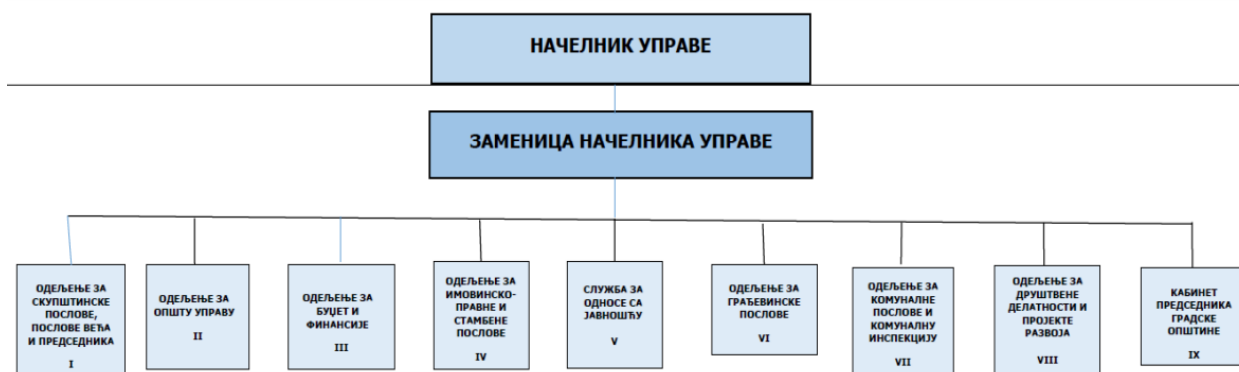 НАЧЕЛНИК УПРАВЕ
ЗАМЕНИЦА НАЧЕЛНИКА УПРАВЕ
ОДЕЉЕЊЕ ЗА
СКУПШТИНСКЕ
ПОСЛОВЕ,
ПОСЛОВЕ ВЕЋА
И ПРЕДСЕДНИКА
I
ОДЕЉЕЊЕ ЗА
ОПШТУ УПРАВУ
II
ОДЕЉЕЊЕ ЗА
БУЏЕТ И
ФИНАНСИЈЕ
III
ОДЕЉЕЊЕ ЗА
ИМОВИНСКО-
ПРАВНЕ И
СТАМБЕНЕ
ПОСЛОВЕ
IV
СЛУЖБА ЗА
ОДНОСЕ СА
ЈАВНОШЋУ
V
ОДЕЉЕЊЕ ЗА
ГРАЂЕВИНСКЕ
ПОСЛОВЕ
VI
ОДЕЉЕЊЕ ЗА
КОМУНАЛНЕ
ПОСЛОВЕ И
КОМУНАЛНУ
ИНСПЕКЦИЈУ
VII
ОДЕЉЕЊЕ ЗА
ДРУШТВЕНЕ
ДЕЛАТНОСТИ И
ПРОЈЕКТЕ
РАЗВОЈА
VIII
КАБИНЕТ
ПРЕДСЕДНИКА
ГРАДСКЕ
ОПШТИНЕ
IX